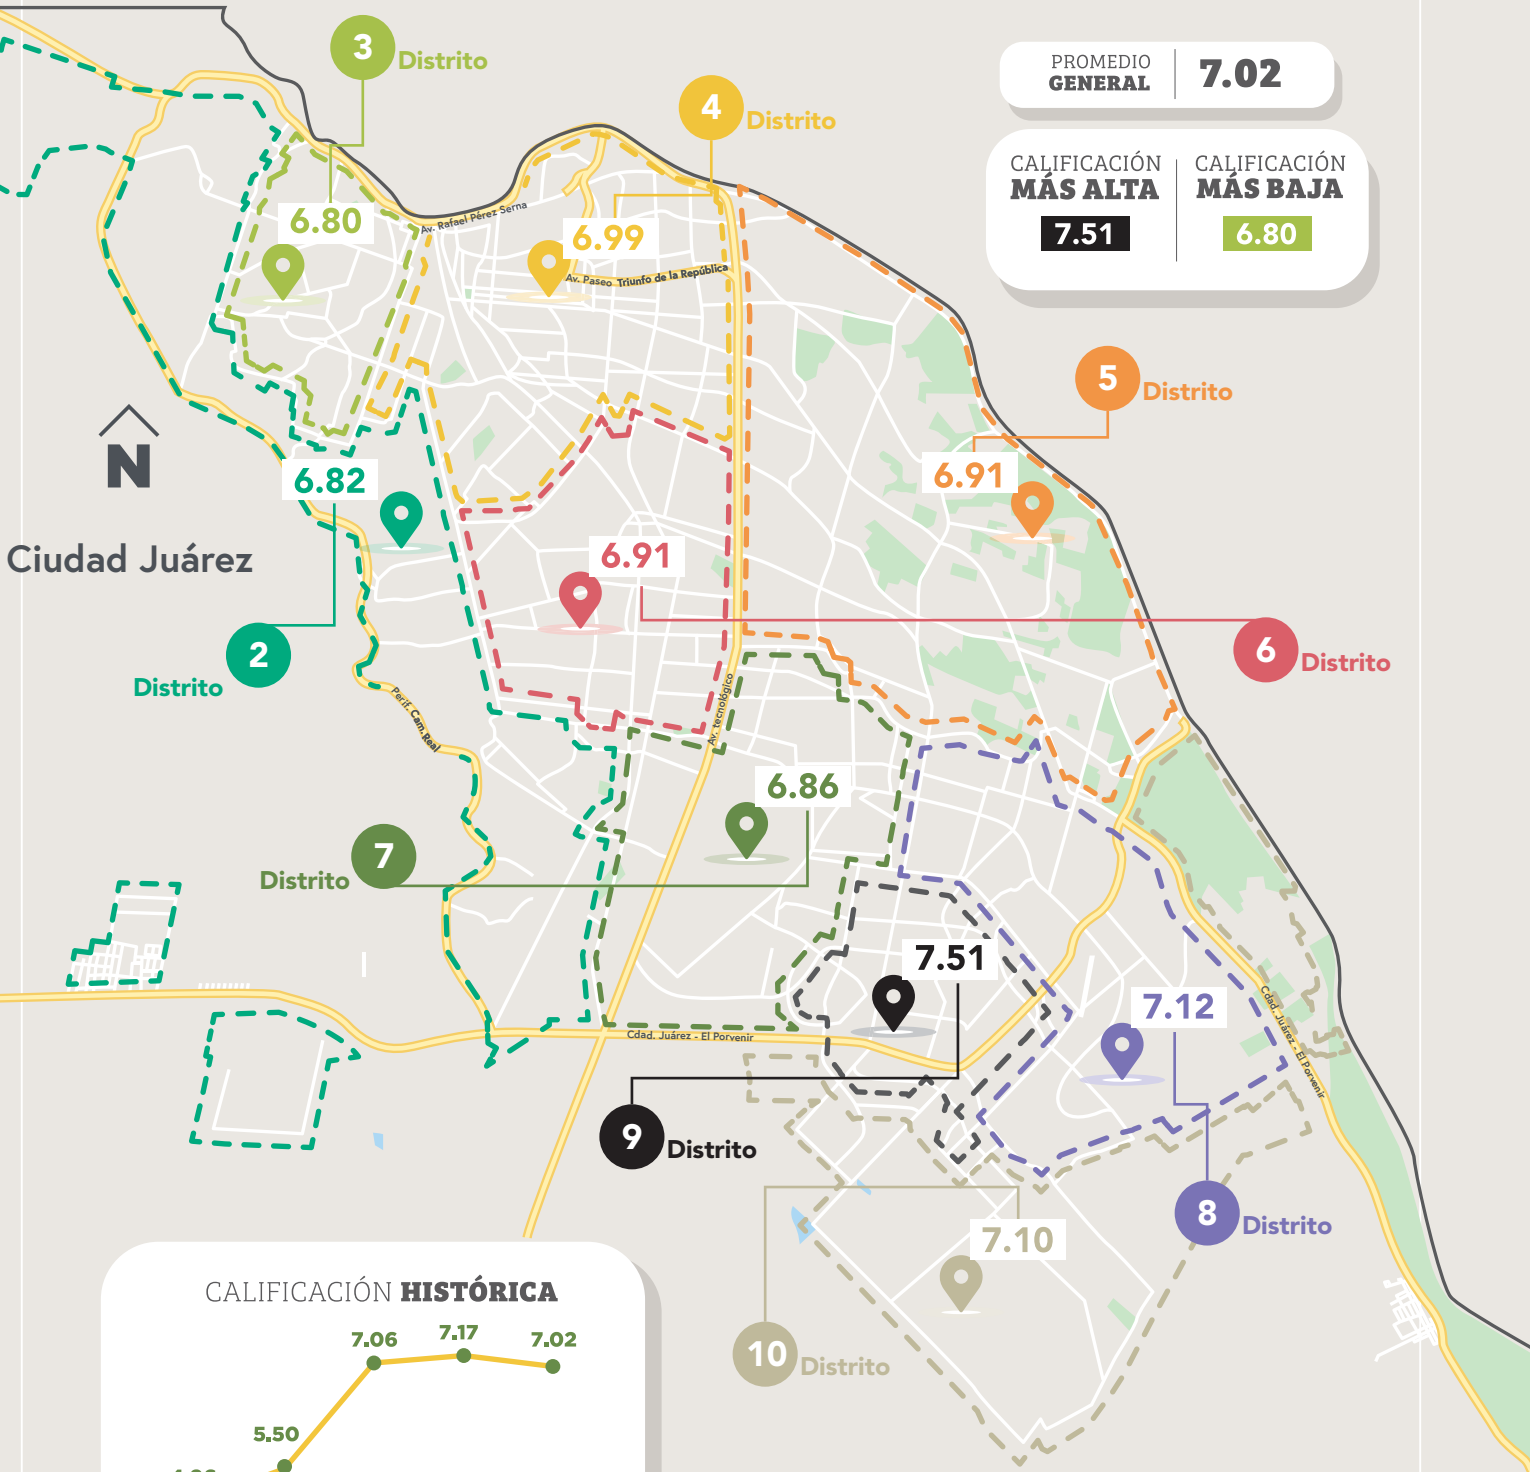 3 Distrito
4 Distrito
PROMEDIO
GENERAL
7.02
CALIFICACIÓN
MÁS ALTA
7.51
CALIFICACIÓN
MÁS BAJA
6.80
6.80
Av. Rafael Pérez Serna
6.99
Av. Paseo Triunfo de la República
5 Distrito
6.91
N
Ciudad Juárez
6.82
6.91
2
Distrito
6 Distrito
Perif. Cam. Real
Av. tecnológico
6.86
7
Distrito
7.51
7.12
Cdad. Juárez - El Porvenir
Cdad. Juárez - El Porvenir
9 Distrito
8 Distrito
7.10
10 Distrito
CALIFICACIÓN HISTÓRICA
7.06
7.17
7.02
5.50